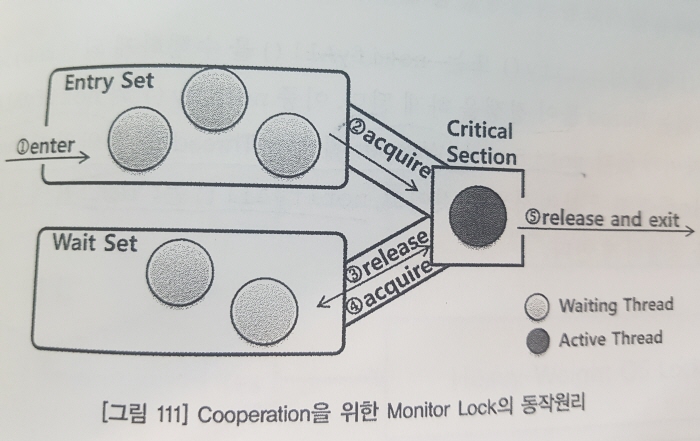 Entry Set
①enter
②acquire
Critical
Section
Wait Set
③release
④acquire
⑤release and exit
Waiting Thread
Active Thread
[그림 111] Cooperation을 위한 Monitor Lock의 동작원리